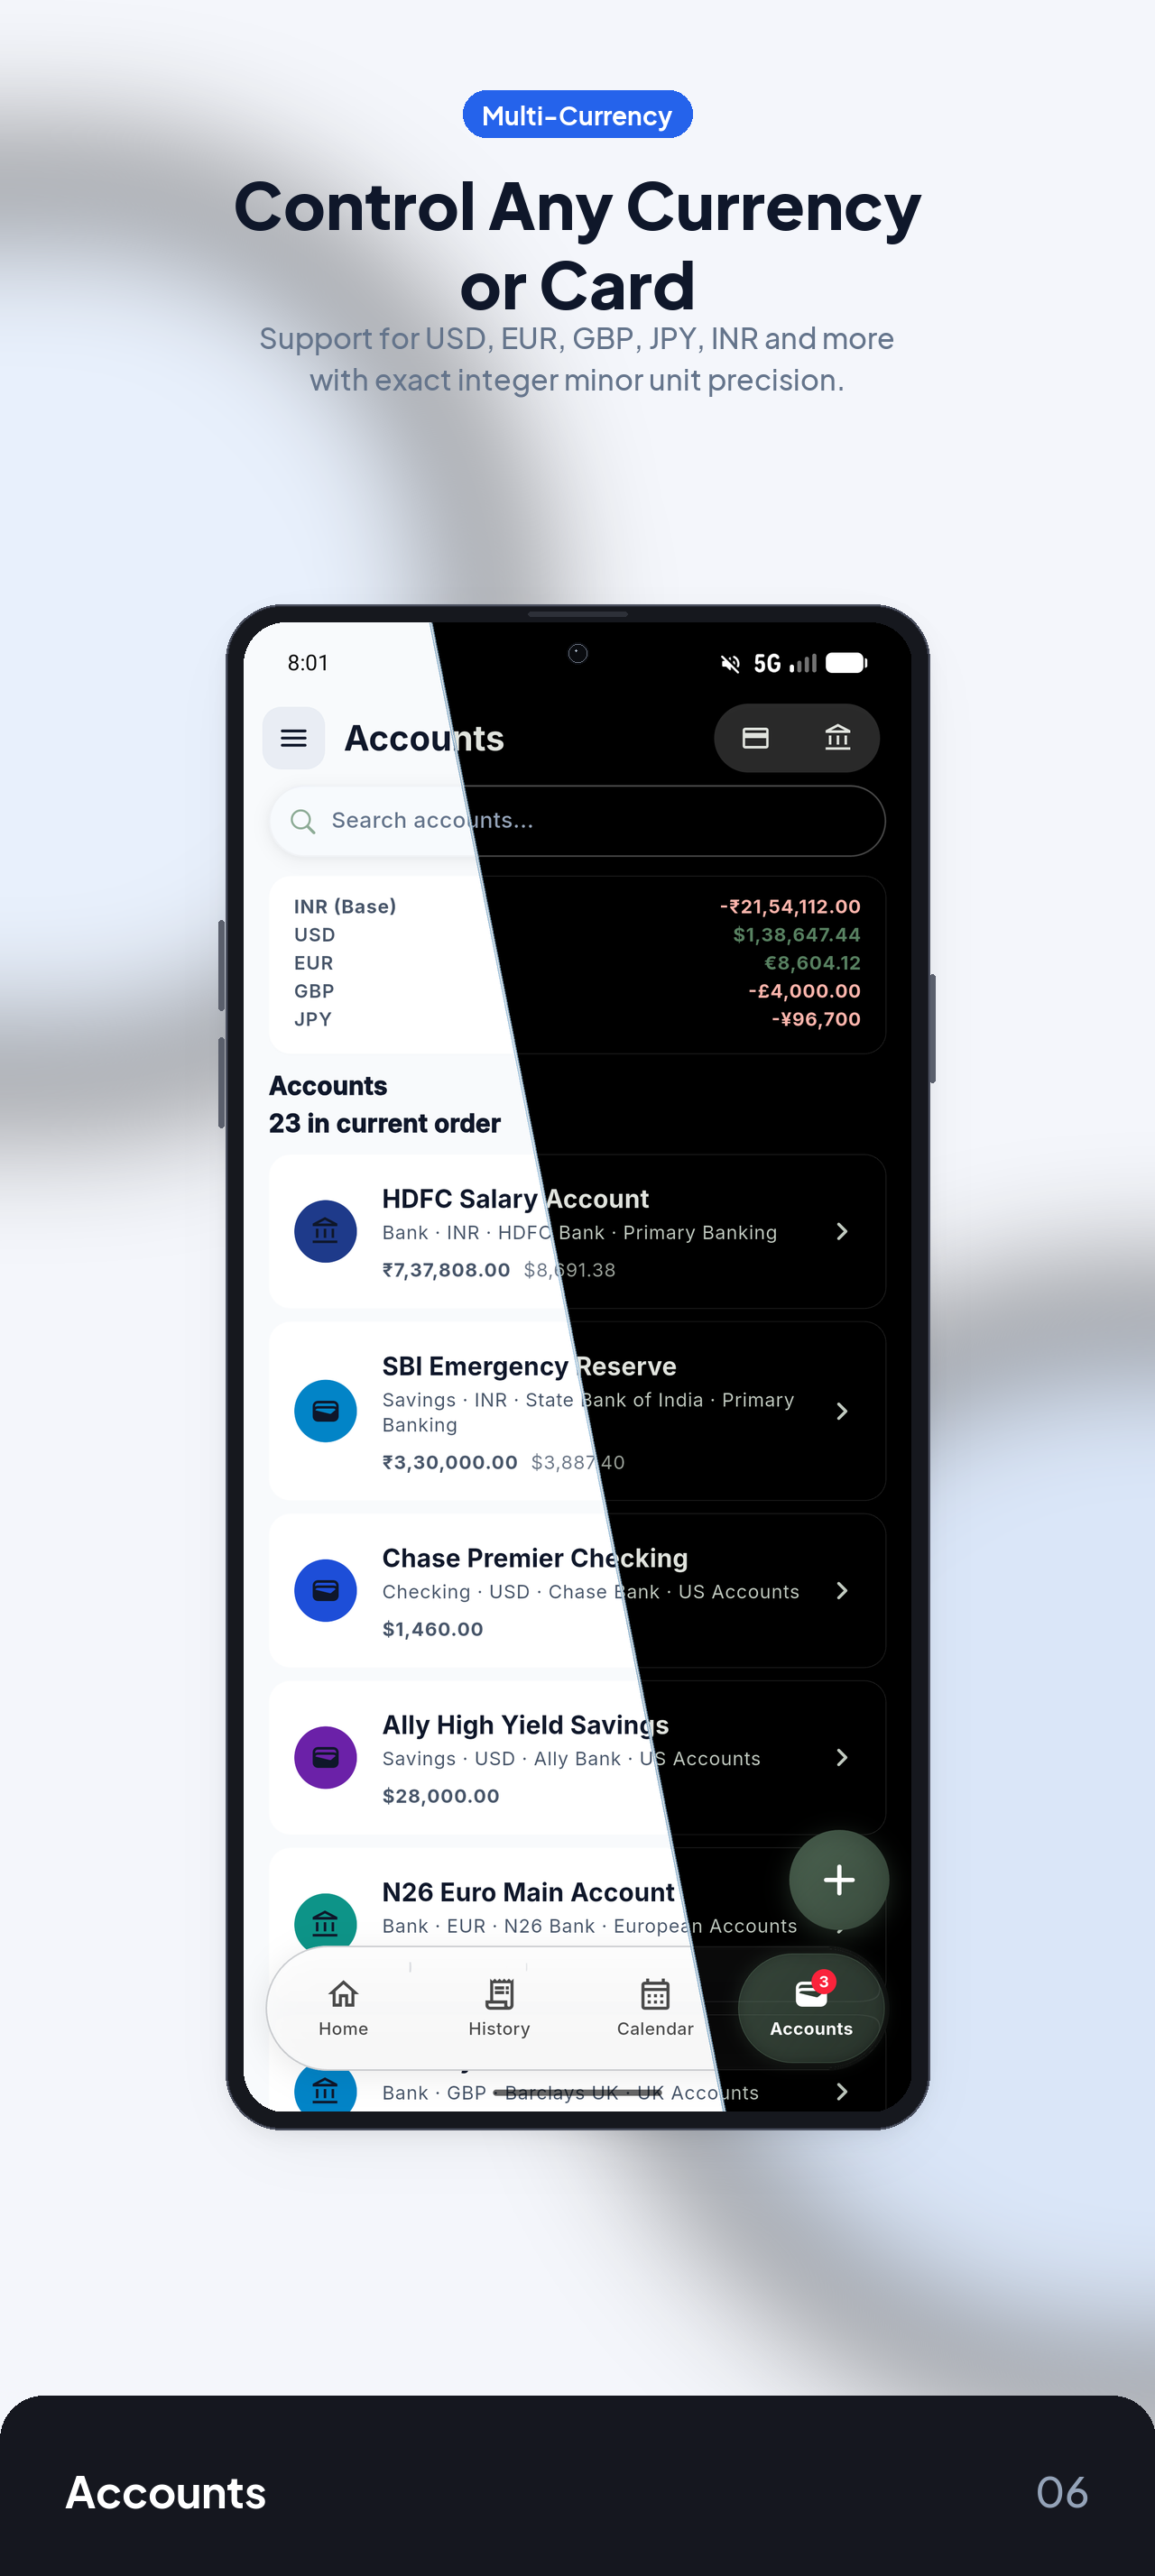 Multi-Currency
Control Any Currency
or Card
Support for USD, EUR, GBP, JPY, INR and more
with exact integer minor unit precision.
8:01
5G
Accounts
Search accounts...
INR (Base) -₹21,54,112.00
USD $1,38,647.44
EUR €8,604.12
GBP -£4,000.00
JPY -¥96,700
Accounts
23 in current order
HDFC Salary Account
Bank · INR · HDFC Bank · Primary Banking
₹7,37,808.00 $8,691.38
SBI Emergency Reserve
Savings · INR · State Bank of India · Primary
Banking
₹3,30,000.00 $3,887.40
Chase Premier Checking
Checking · USD · Chase Bank · US Accounts
$1,460.00
Ally High Yield Savings
Savings · USD · Ally Bank · US Accounts
$28,000.00
N26 Euro Main Account
Bank · EUR · N26 Bank · European Accounts
3
Home History Calendar Accounts
Bank · GBP · Barclays UK · UK Accounts
Accounts 06